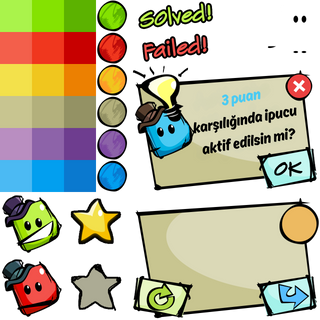 Solved!
Failed!
3 puan
karşılığında ipucu
aktif edilsin mi?
OK